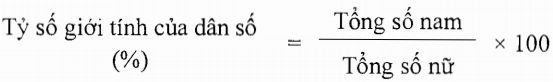 Tỷ số giới tính của dân số
(%)
=
Tổng số nam
Tổng số nữ
× 100